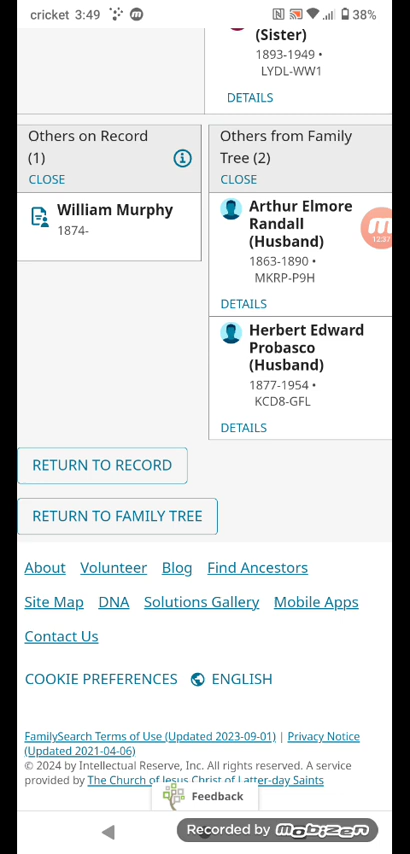 cricket 3:49
38%
(Sister)
1893-1949 •
LYDL-WW1
DETAILS
Others on Record
(1)
CLOSE
William Murphy
1874-
Others from Family
Tree (2)
CLOSE
Arthur Elmore
Randall
(Husband)
1863-1890 •
MKRP-P9H
DETAILS
12:37
Herbert Edward
Probasco
(Husband)
1877-1954 •
KCD8-GFL
DETAILS
RETURN TO RECORD
RETURN TO FAMILY TREE
About Volunteer Blog Find Ancestors
Site Map DNA Solutions Gallery Mobile Apps
Contact Us
COOKIE PREFERENCES ENGLISH
FamilySearch Terms of Use (Updated 2023-09-01) | Privacy Notice
(Updated 2021-04-06)
© 2024 by Intellectual Reserve, Inc. All rights reserved. A service
provided by The Church of Jesus Christ of Latter-day Saints
Feedback
Recorded by mobizen